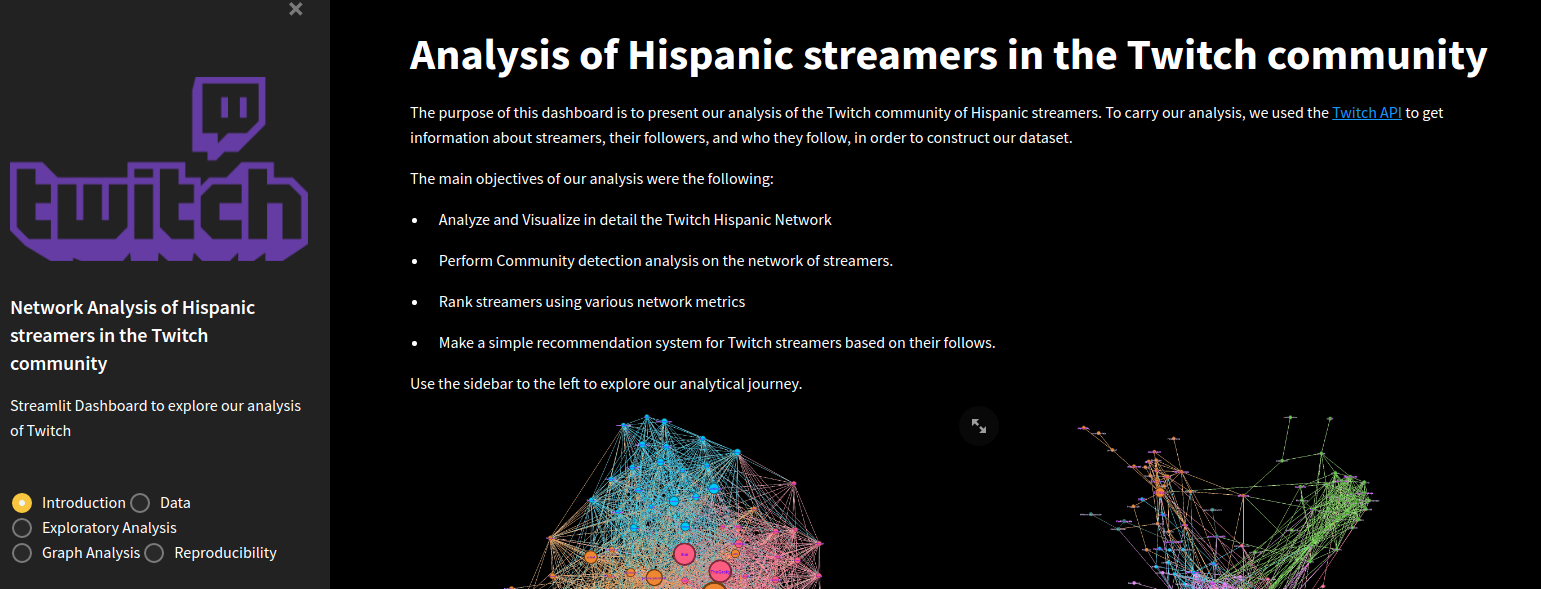 twitch
Network Analysis of Hispanic
streamers in the Twitch
community
Streamlit Dashboard to explore our analysis
of Twitch
Introduction Data
Exploratory Analysis
Graph Analysis Reproducibility
Analysis of Hispanic streamers in the Twitch community
The purpose of this dashboard is to present our analysis of the Twitch community of Hispanic streamers. To carry our analysis, we used the Twitch API to get
information about streamers, their followers, and who they follow, in order to construct our dataset.
The main objectives of our analysis were the following:
• Analyze and Visualize in detail the Twitch Hispanic Network
• Perform Community detection analysis on the network of streamers.
• Rank streamers using various network metrics
• Make a simple recommendation system for Twitch streamers based on their follows.
Use the sidebar to the left to explore our analytical journey.